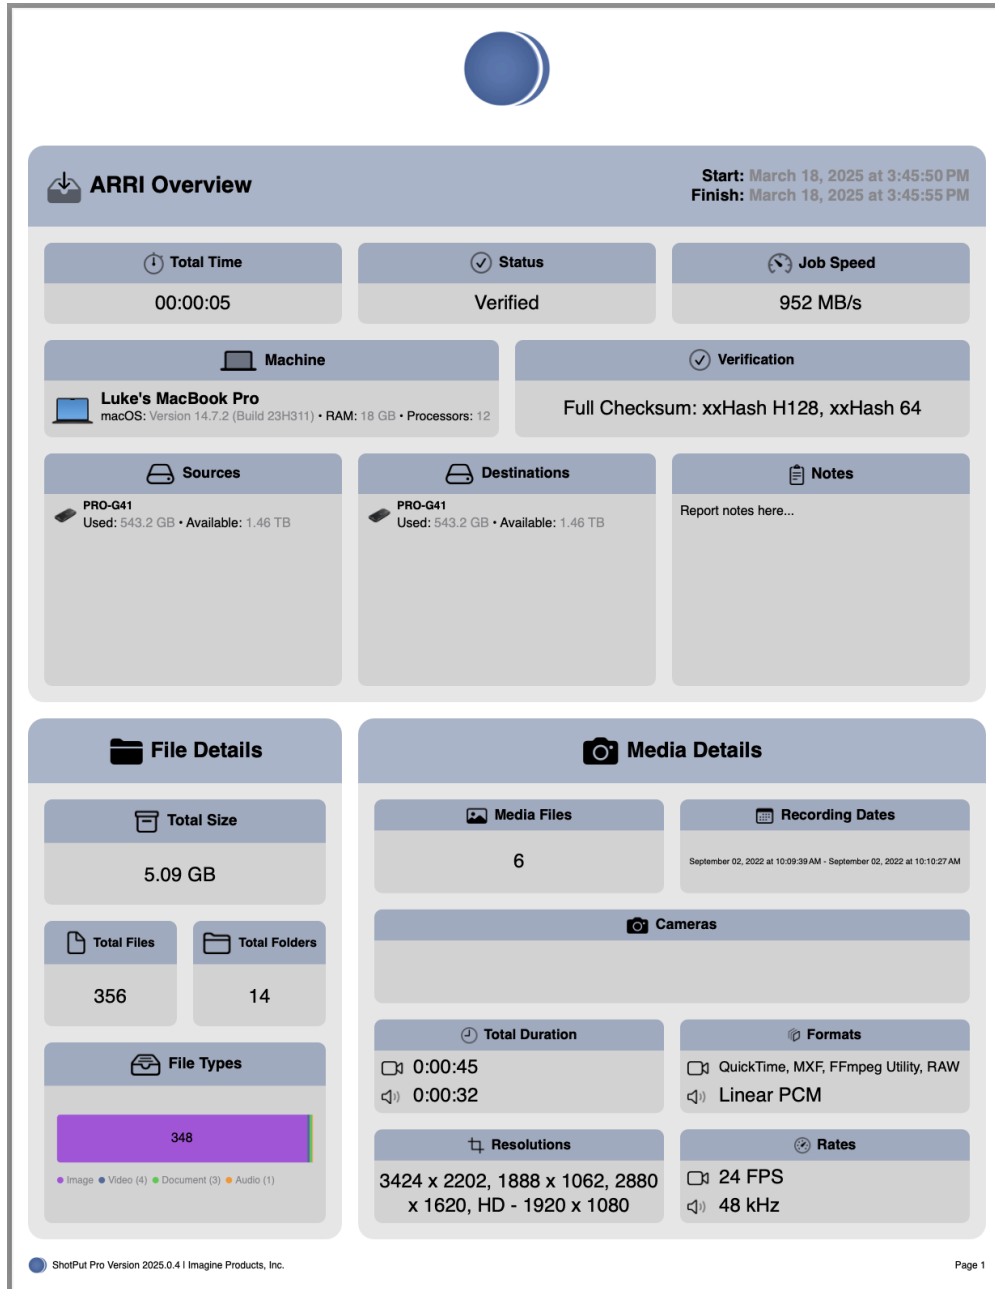 ARRI Overview
Start: March 18, 2025 at 3:45:50 PM
Finish: March 18, 2025 at 3:45:55 PM
Total Time
00:00:05
Status
Verified
Job Speed
952 MB/s
Machine
Luke's MacBook Pro
macOS: Version 14.7.2 (Build 23H311) • RAM: 18 GB • Processors: 12
Verification
Full Checksum: xxHash H128, xxHash 64
Sources
PRO-G41
Used: 543.2 GB • Available: 1.46 TB
Destinations
PRO-G41
Used: 543.2 GB • Available: 1.46 TB
Notes
Report notes here...
File Details
Total Size
5.09 GB
Total Files
356
Total Folders
14
File Types
348
Image Video (4) Document (3) Audio (1)
Media Details
Media Files
6
Recording Dates
September 02, 2022 at 10:09:39 AM - September 02, 2022 at 10:10:27 AM
Cameras
Total Duration
0:00:45
0:00:32
Formats
QuickTime, MXF, FFmpeg Utility, RAW
Linear PCM
Resolutions
3424 x 2202, 1888 x 1062, 2880
x 1620, HD - 1920 x 1080
Rates
24 FPS
48 kHz
ShotPut Pro Version 2025.0.4 | Imagine Products, Inc.
Page 1